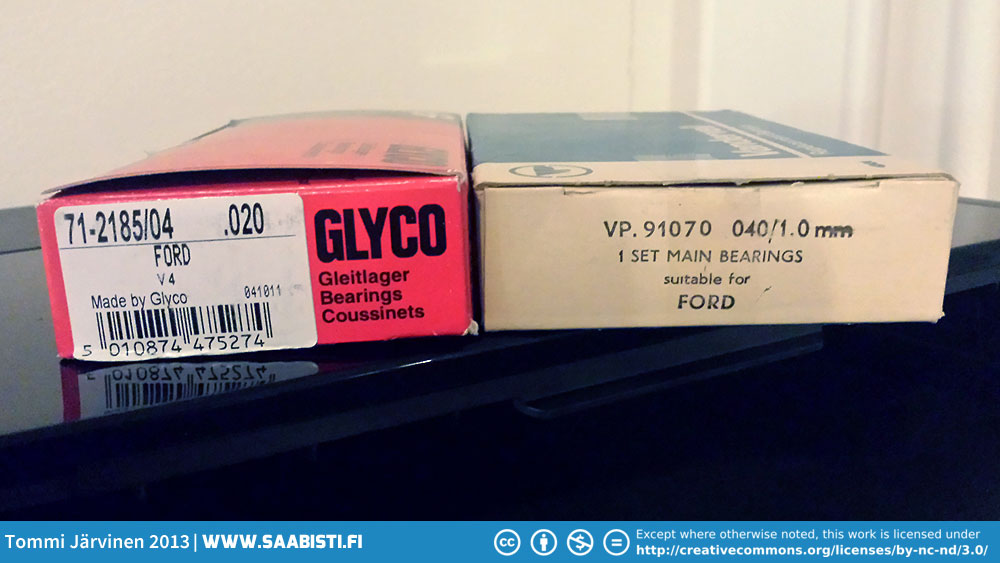 71-2185/04 .020
FORD
V4
Made by Glyco 041011
5 010874 475274
GLYCO
Gleitlager
Bearings
Coussinets
VP. 91070 040/1.0 mm
1 SET MAIN BEARINGS
suitable for
FORD
Tommi Järvinen 2013 | WWW.SAABISTI.FI
cc
Except where otherwise noted, this work is licensed under
http://creativecommons.org/licenses/by-nc-nd/3.0/